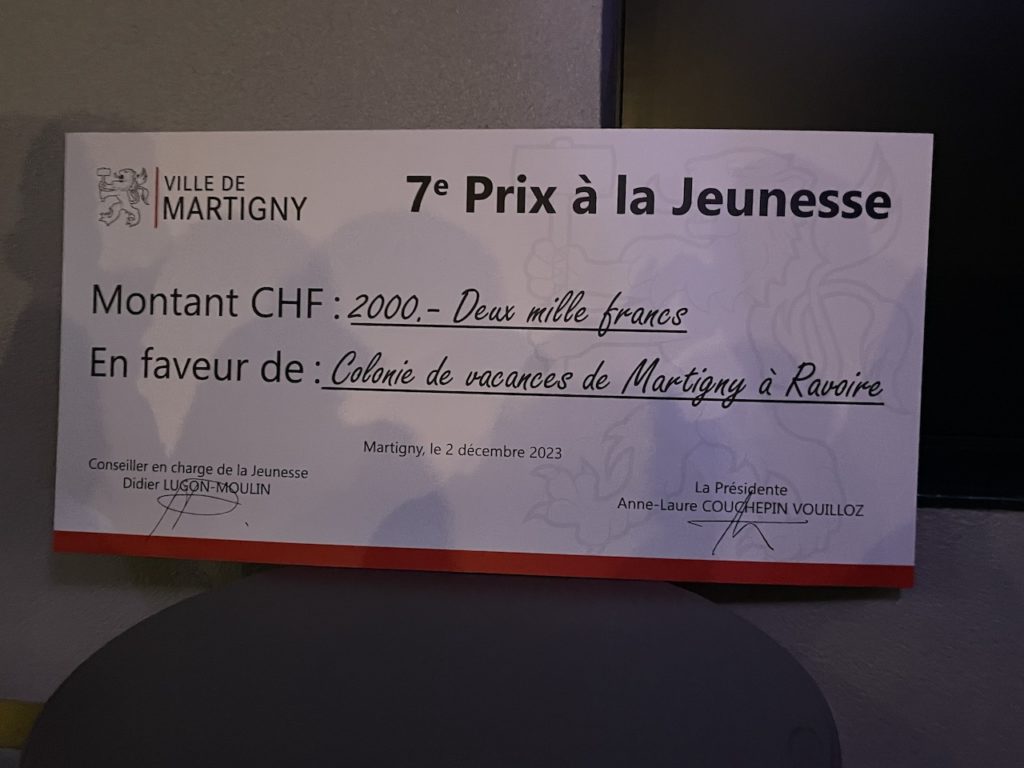 VILLE DE
MARTIGNY
7e Prix à la Jeunesse
Montant CHF : 2000.- Deux mille francs
En faveur de : Colonie de vacances de Martigny à Ravoire
Martigny, le 2 décembre 2023
Conseiller en charge de la Jeunesse
Didier LUGON-MOULIN
La Présidente
Anne-Laure COUCHEPIN VOUILLOZ